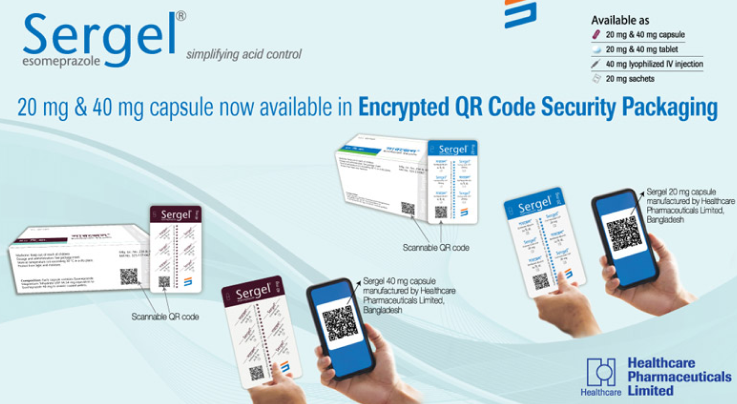 Sergel®
esomeprazole
simplifying acid control
Available as
20 mg & 40 mg capsule
20 mg & 40 mg tablet
40 mg lyophilized IV injection
20 mg sachets
20 mg & 40 mg capsule now available in Encrypted QR Code Security Packaging
Sergel
Scannable QR code
Sergel
Sergel 20 mg capsule
manufactured by Healthcare
Pharmaceuticals Limited,
Bangladesh
Sergel
Scannable QR code
Sergel
Sergel 40 mg capsule
manufactured by Healthcare
Pharmaceuticals Limited,
Bangladesh
Healthcare
Healthcare
Pharmaceuticals
Limited